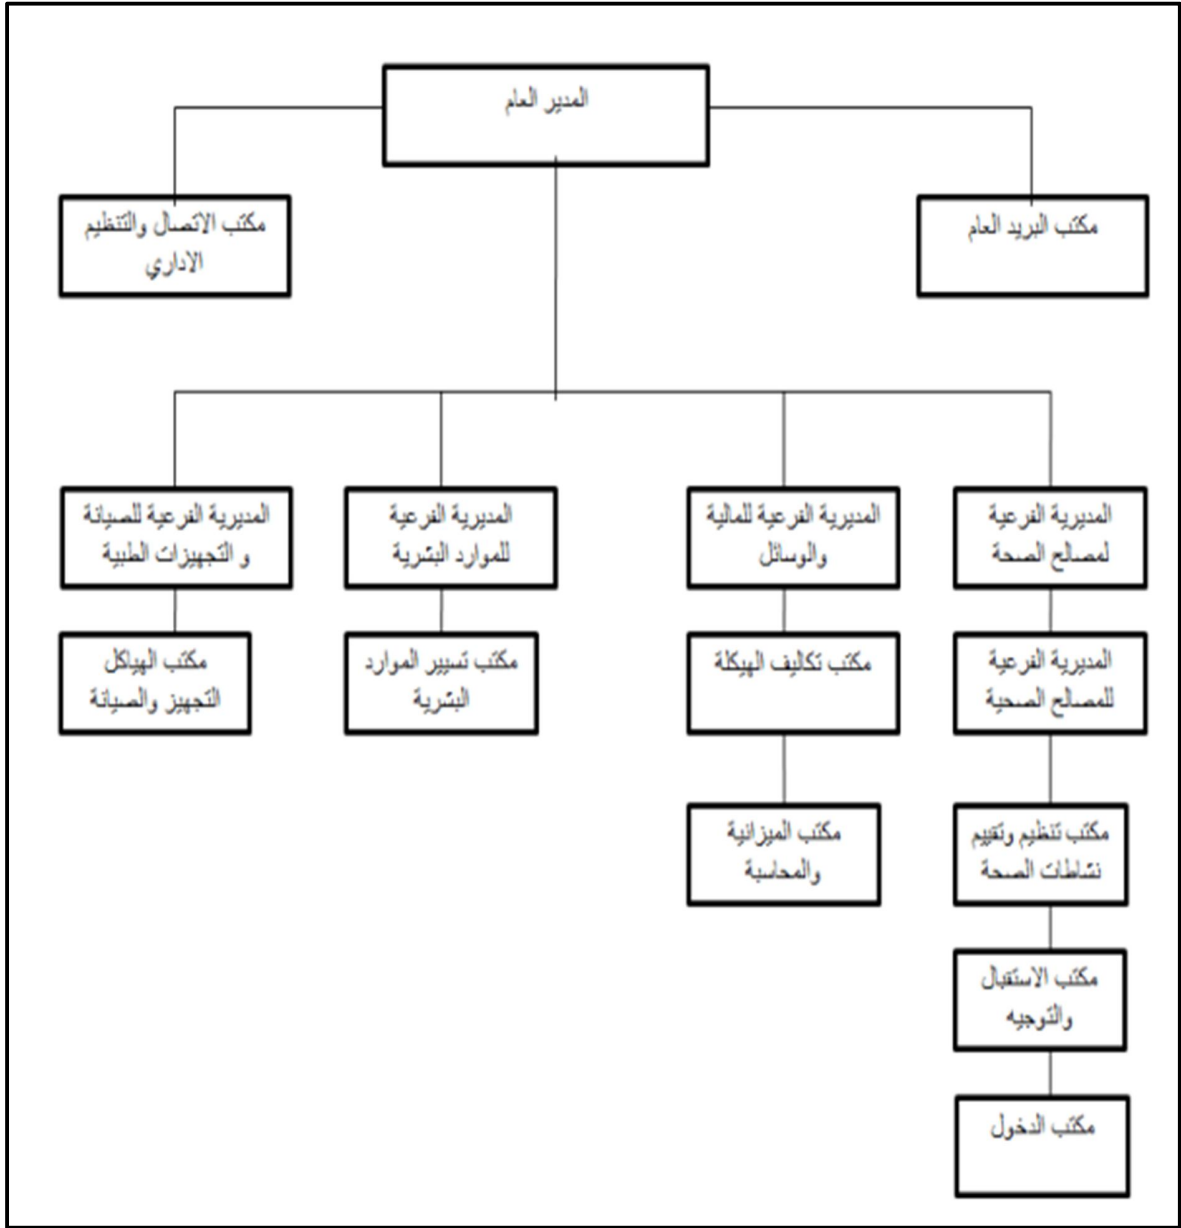 المدير العام
مكتب البريد العام
مكتب الاتصال والتنظيم
الاداري
المديرية الفرعية
لمصالح الصحة
المديرية الفرعية للمالية
والوسائل
المديرية الفرعية
للموارد البشرية
المديرية الفرعية للصيانة
و التجهيزات الطبية
المديرية الفرعية
للمصالح الصحية
مكتب تكاليف الهيكلة
مكتب تسيير الموارد
البشرية
مكتب الهياكل
التجهيز والصيانة
مكتب تنظيم وتقييم
نشاطات الصحة
مكتب الميزانية
والمحاسبة
مكتب الاستقبال
والتوجيه
مكتب الدخول